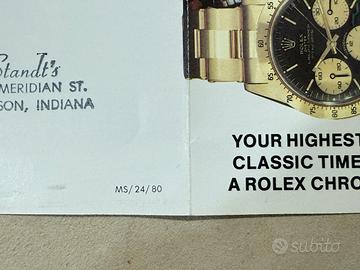 Standt's
MERIDIAN ST.
SON, INDIANA
MS/24/80
ROLEX
YOUR HIGHEST
CLASSIC TIME
A ROLEX CHRO
subito